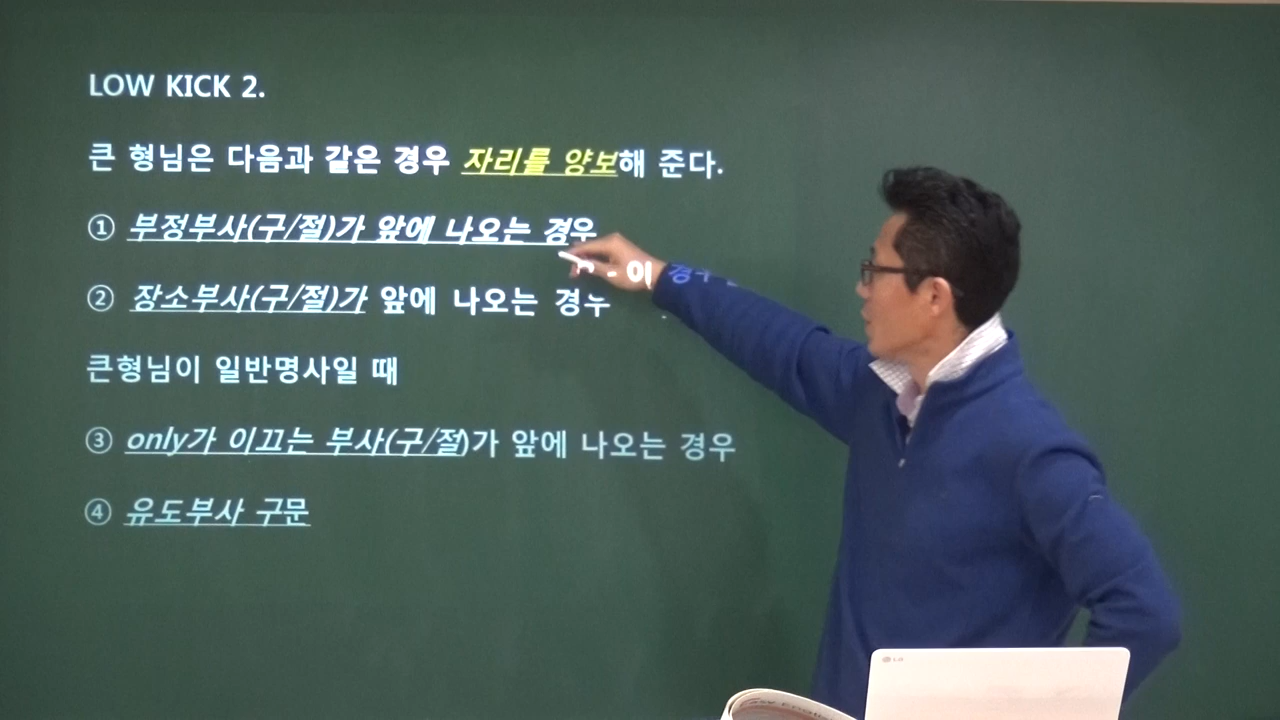 LOW KICK 2.
큰 형님은 다음과 같은 경우 자리를 양보해 준다.
① 부정부사(구/절)가 앞에 나오는 경우
② 장소부사(구/절)가 앞에 나오는 경우
큰형님이 일반명사일 때
③ only가 이끄는 부사(구/절)가 앞에 나오는 경우
④ 유도부사 구문
LG